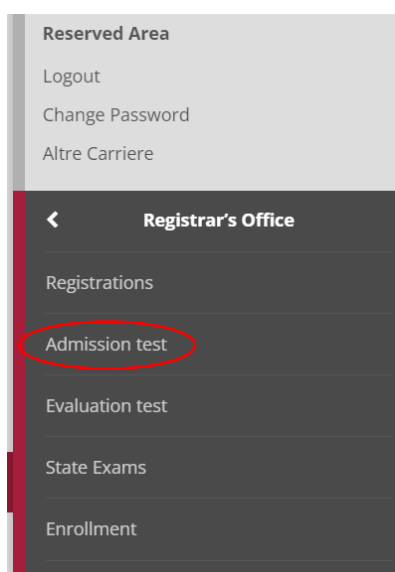 Reserved Area
Logout
Change Password
Altre Carriere
Registrar's Office
Registrations
Admission test
Evaluation test
State Exams
Enrollment